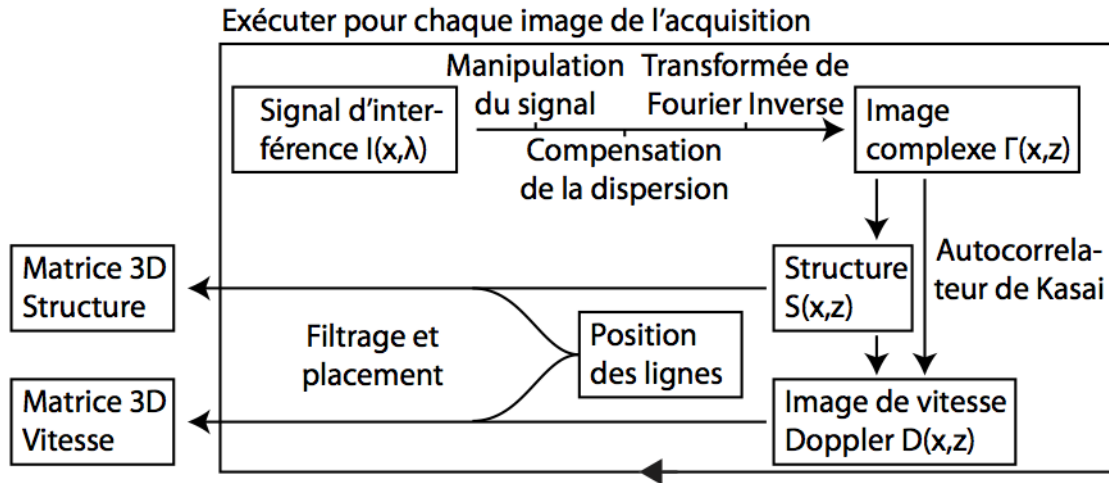 Exécuter pour chaque image de l'acquisition
Manipulation
du signal
Transformée de
Fourier Inverse
Signal d'inter-
férence I(x,λ)
Compensation
de la dispersion
Image
complexe Γ(x,z)
Autocorrela-
teur de Kasai
Matrice 3D
Structure
Structure
S(x,z)
Filtrage et
placement
Position
des lignes
Matrice 3D
Vitesse
Image de vitesse
Doppler D(x,z)